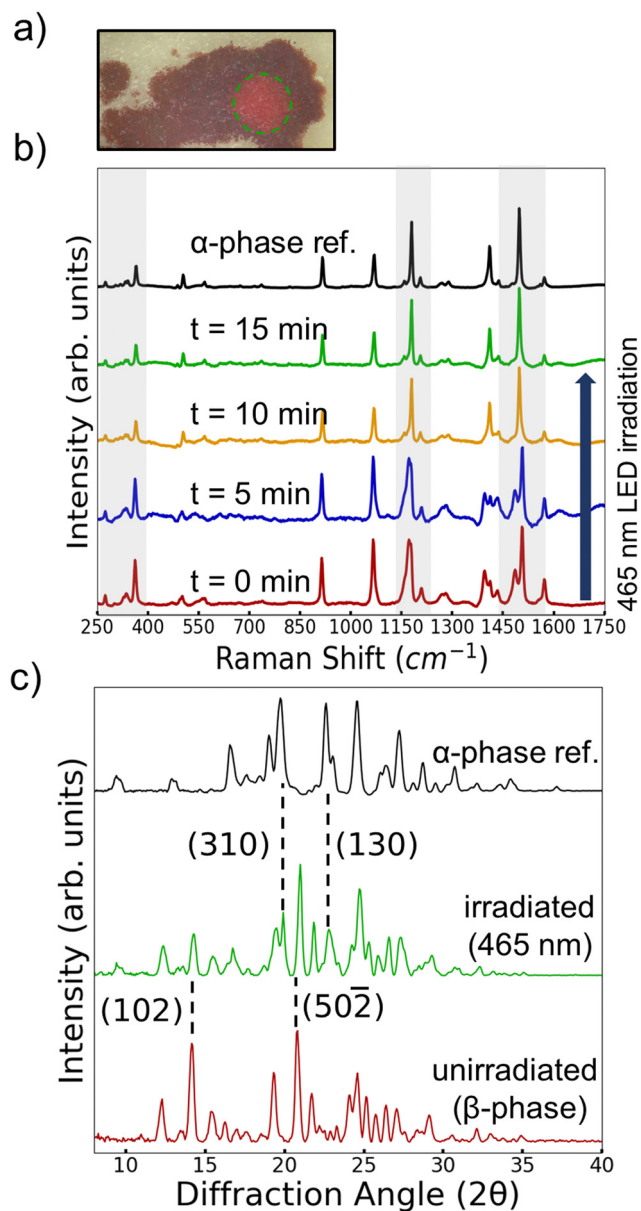 a)
b)
Intensity (arb. units)
α-phase ref.
t = 15 min
t = 10 min
t = 5 min
t = 0 min
465 nm LED irradiation
250 400 550 700 900 1000 1150 1300 1450 1600 1750
Raman Shift (cm⁻¹)
c)
Intensity (arb. units)
α-phase ref.
(310) (130)
irradiated
(465 nm)
(102) (502̅)
unirradiated
(β-phase)
10 15 20 25 30 35 40
Diffraction Angle (2θ)